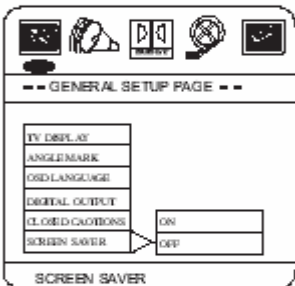 -- GENERAL SETUP PAGE --
TV DISPLAY
ANGLE MARK
OSD LANGUAGE
DIGITAL OUTPUT
CLOSED CAOTIONS
ON
SCREEN SAVER
OFF
SCREEN SAVER